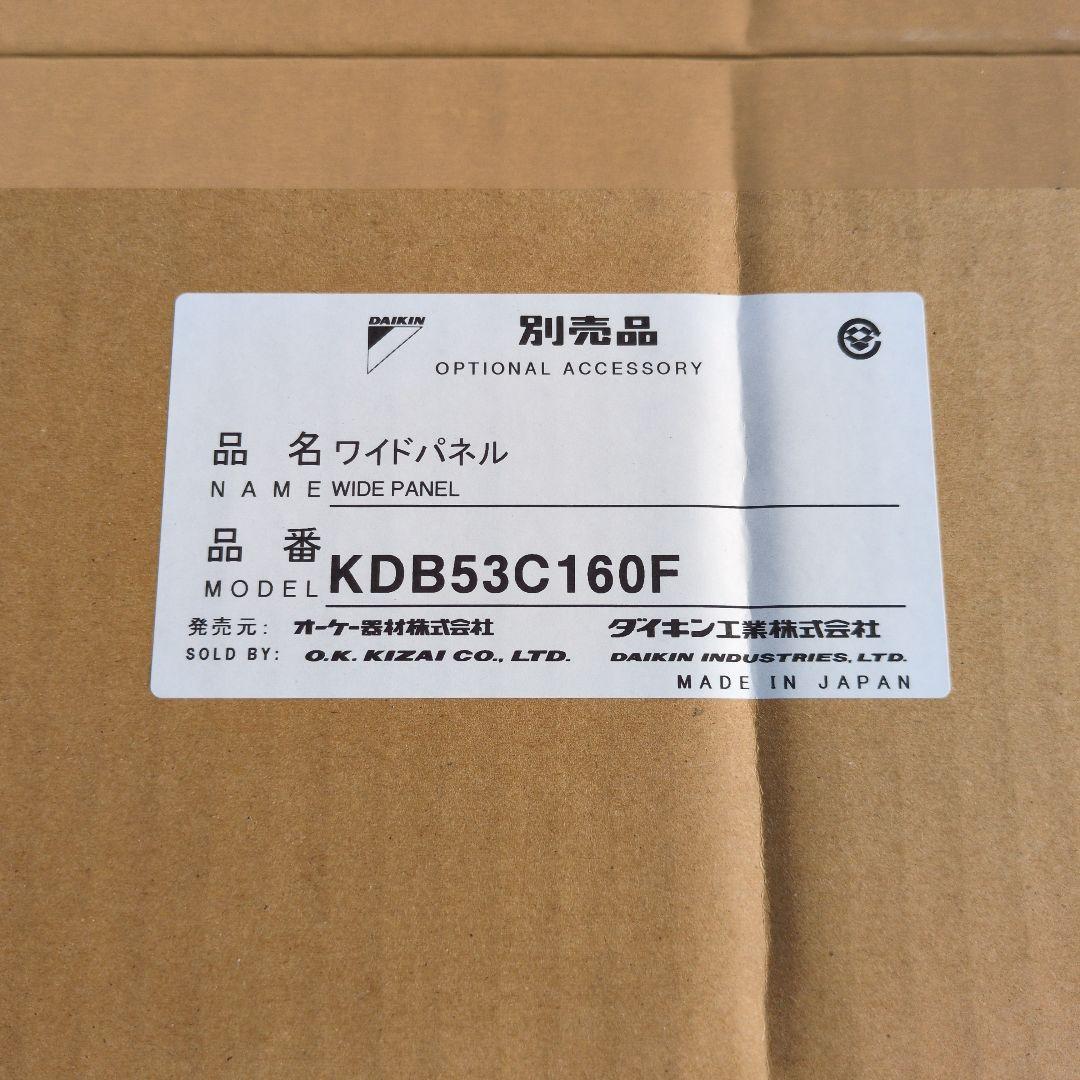 DAIKIN
別売品
OPTIONAL ACCESSORY
品名 ワイドパネル
NAME WIDE PANEL
品番
MODEL KDB53C160F
発売元: オーケー器材株式会社 ダイキン工業株式会社
SOLD BY: O.K. KIZAI CO., LTD. DAIKIN INDUSTRIES, LTD.
MADE IN JAPAN